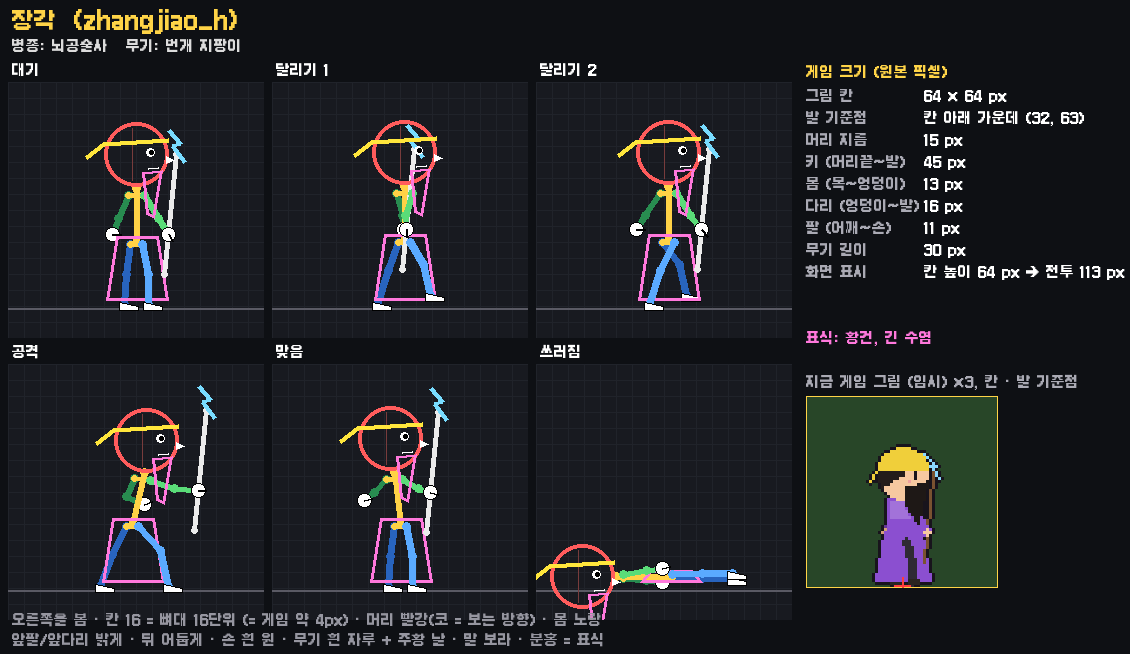 장각 (zhangjiao_h)
병종: 뇌공술사 무기: 번개 지팡이
대기
달리기 1
달리기 2
공격
맞음
쓰러짐
게임 크기 (원본 픽셀)
그림 칸 64 × 64 px
발 기준점 칸 아래 가운데 (32, 63)
머리 지름 15 px
키 (머리끝~발) 45 px
몸 (목~엉덩이) 13 px
다리 (엉덩이~발) 16 px
팔 (어깨~손) 11 px
무기 길이 30 px
화면 표시 칸 높이 64 px → 전투 113 px
표식: 황건, 긴 수염
지금 게임 그림 (임시) ×3, 칸 · 발 기준점
오른쪽을 봄 · 칸 16 = 뼈대 16단위 (= 게임 약 4px) · 머리 빨강(코 = 보는 방향) · 몸 노랑
앞팔/앞다리 밝게 · 뒤 어둡게 · 손 흰 원 · 무기 흰 자루 + 주황 날 · 말 보라 · 분홍 = 표식